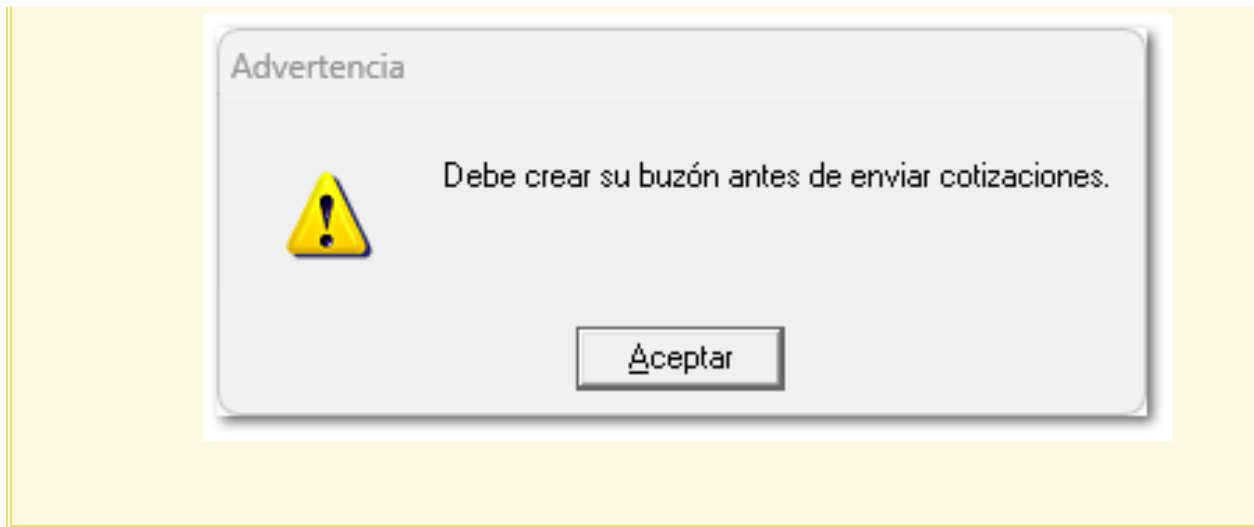 Advertencia
Debe crear su buzón antes de enviar cotizaciones.
Aceptar